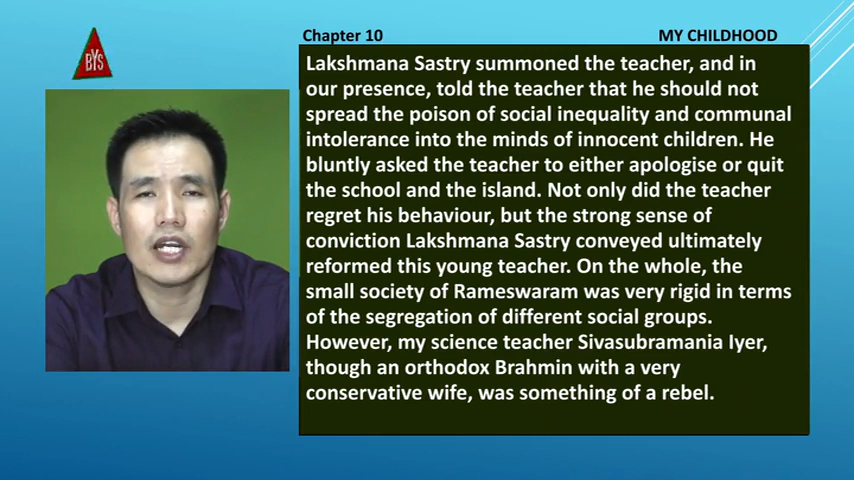 Chapter 10 MY CHILDHOOD
BYS
Lakshmana Sastry summoned the teacher, and in
our presence, told the teacher that he should not
spread the poison of social inequality and communal
intolerance into the minds of innocent children. He
bluntly asked the teacher to either apologise or quit
the school and the island. Not only did the teacher
regret his behaviour, but the strong sense of
conviction Lakshmana Sastry conveyed ultimately
reformed this young teacher. On the whole, the
small society of Rameswaram was very rigid in terms
of the segregation of different social groups.
However, my science teacher Sivasubramania Iyer,
though an orthodox Brahmin with a very
conservative wife, was something of a rebel.